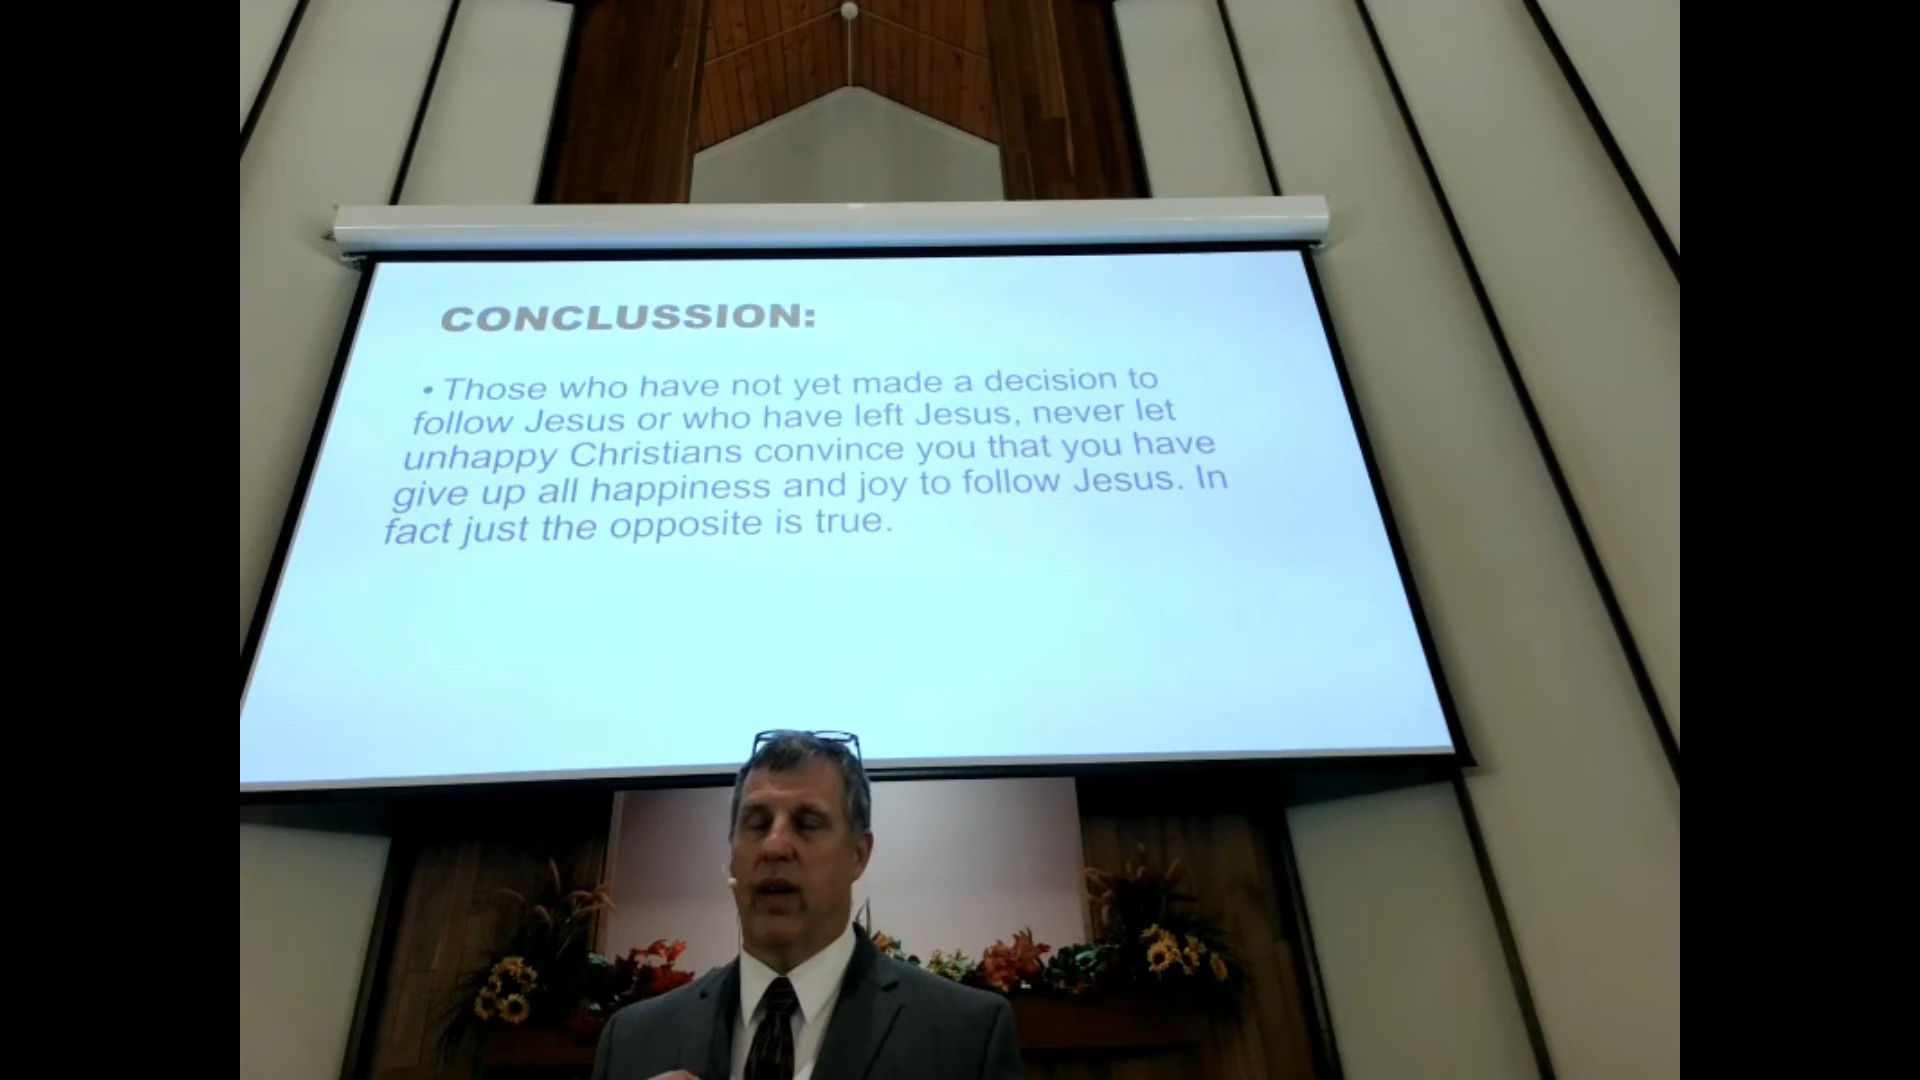 CONCLUSSION:
• Those who have not yet made a decision to
follow Jesus or who have left Jesus, never let
unhappy Christians convince you that you have
give up all happiness and joy to follow Jesus. In
fact just the opposite is true.